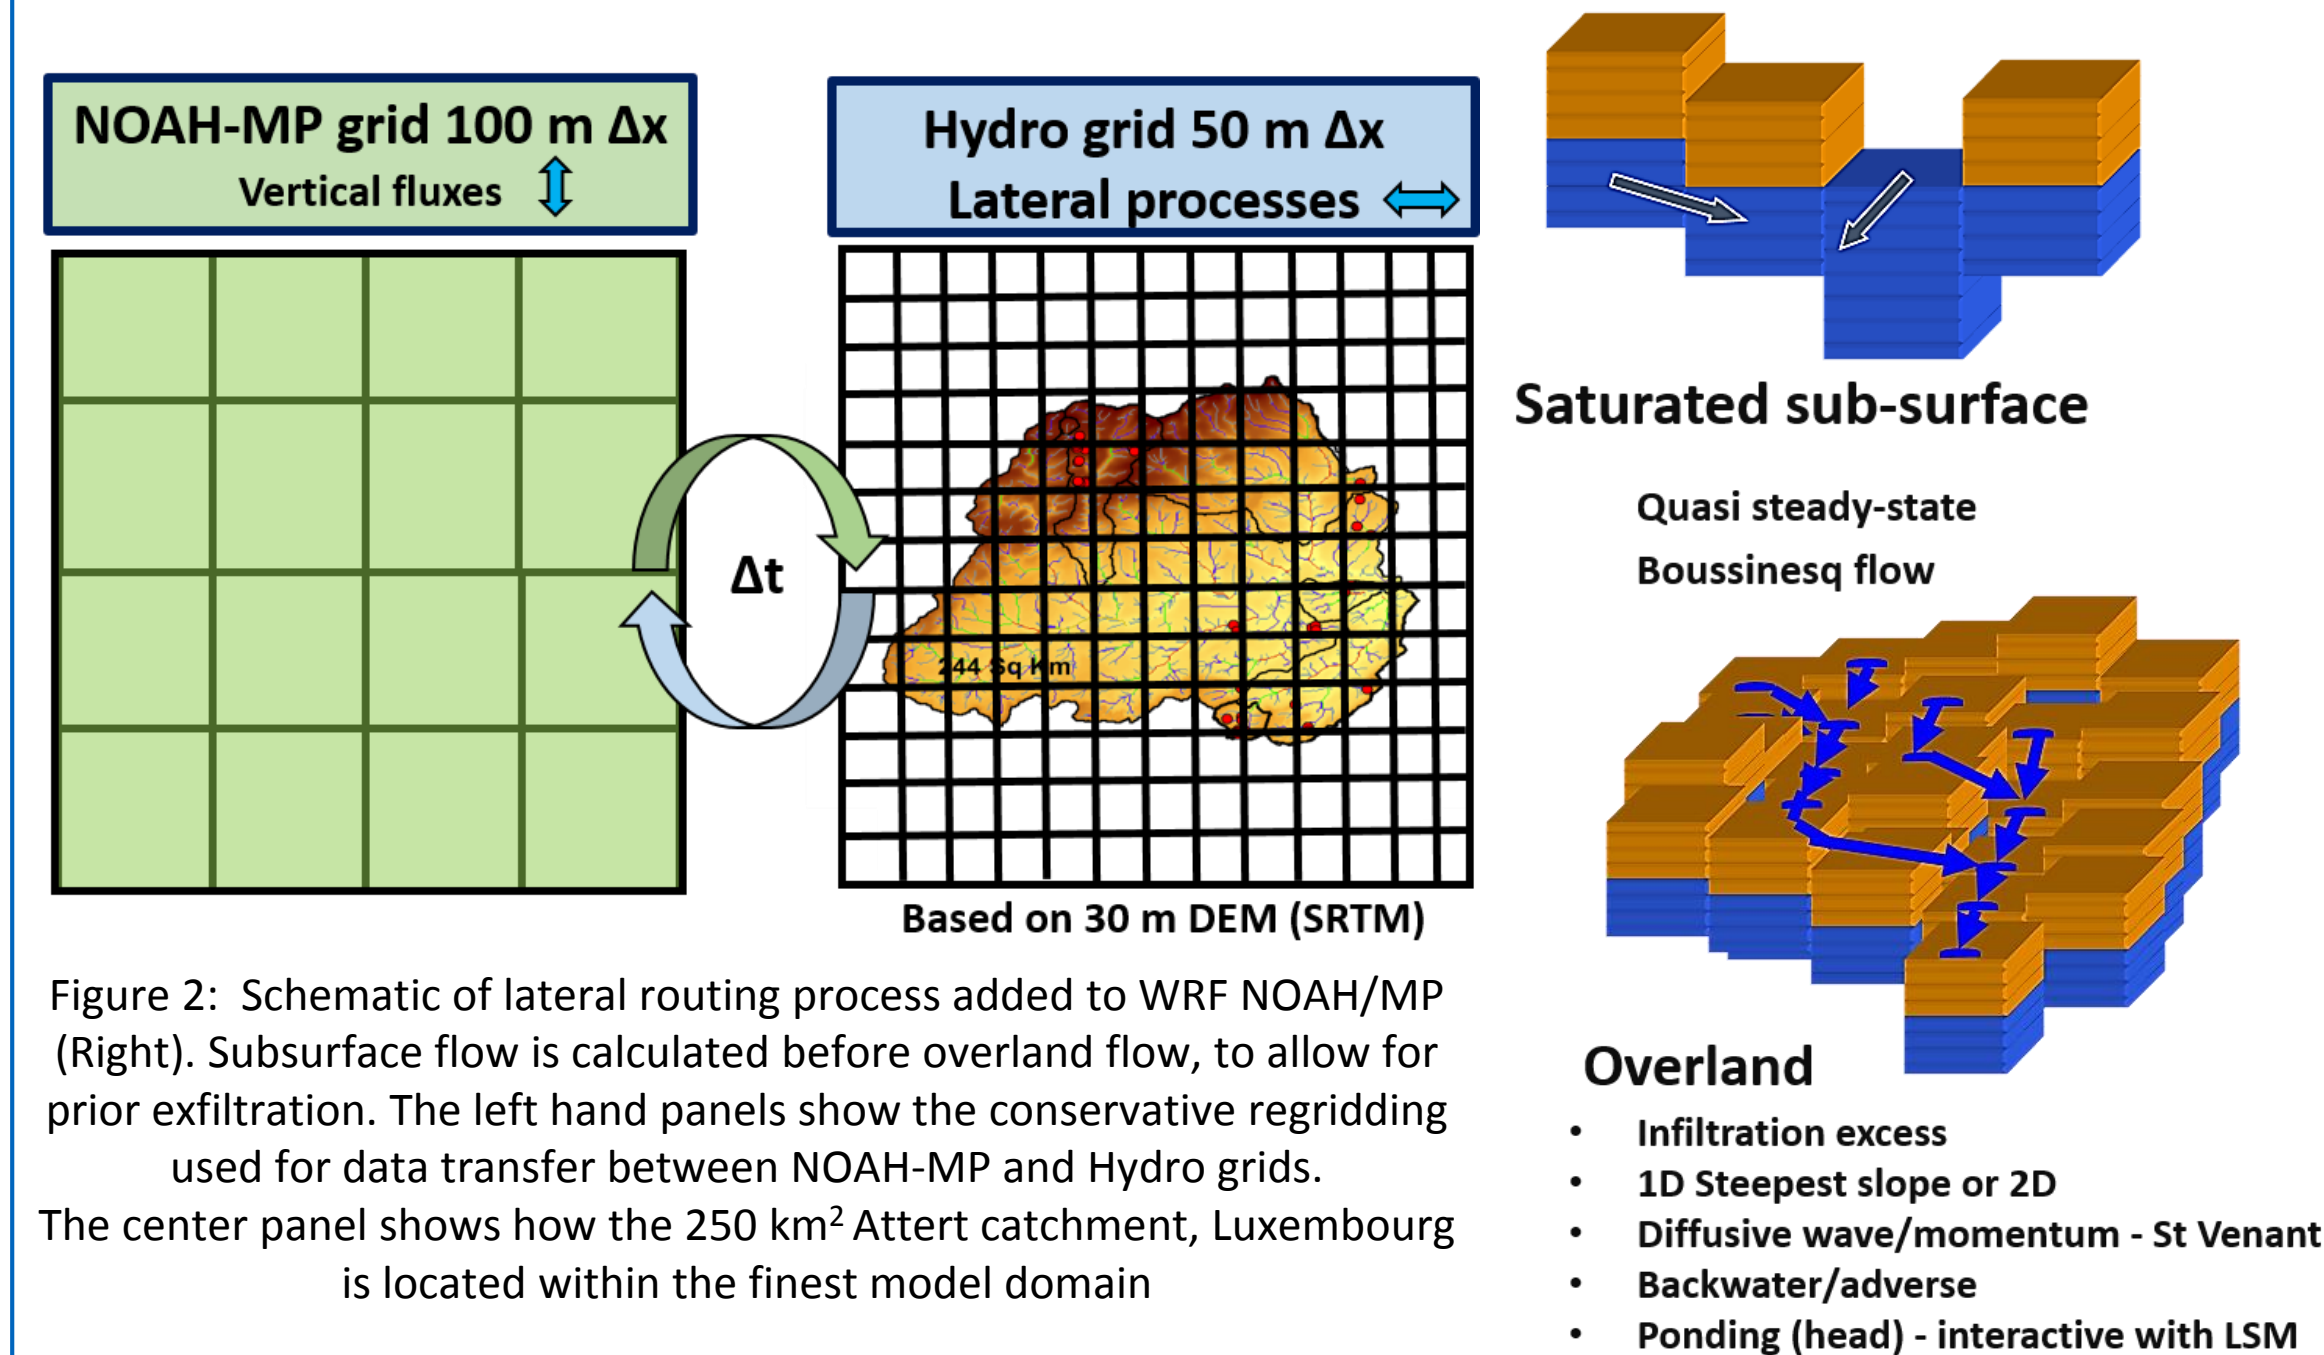 NOAH-MP grid 100 m Δx
Vertical fluxes
Hydro grid 50 m Δx
Lateral processes
Δt
244 Sq Km
Based on 30 m DEM (SRTM)
Figure 2:  Schematic of lateral routing process added to WRF NOAH/MP
(Right). Subsurface flow is calculated before overland flow, to allow for
prior exfiltration. The left hand panels show the conservative regridding
used for data transfer between NOAH-MP and Hydro grids.
The center panel shows how the 250 km² Attert catchment, Luxembourg
is located within the finest model domain
Saturated sub-surface
Quasi steady-state
Boussinesq flow
Overland
• Infiltration excess
• 1D Steepest slope or 2D
• Diffusive wave/momentum - St Venant
• Backwater/adverse
• Ponding (head) - interactive with LSM